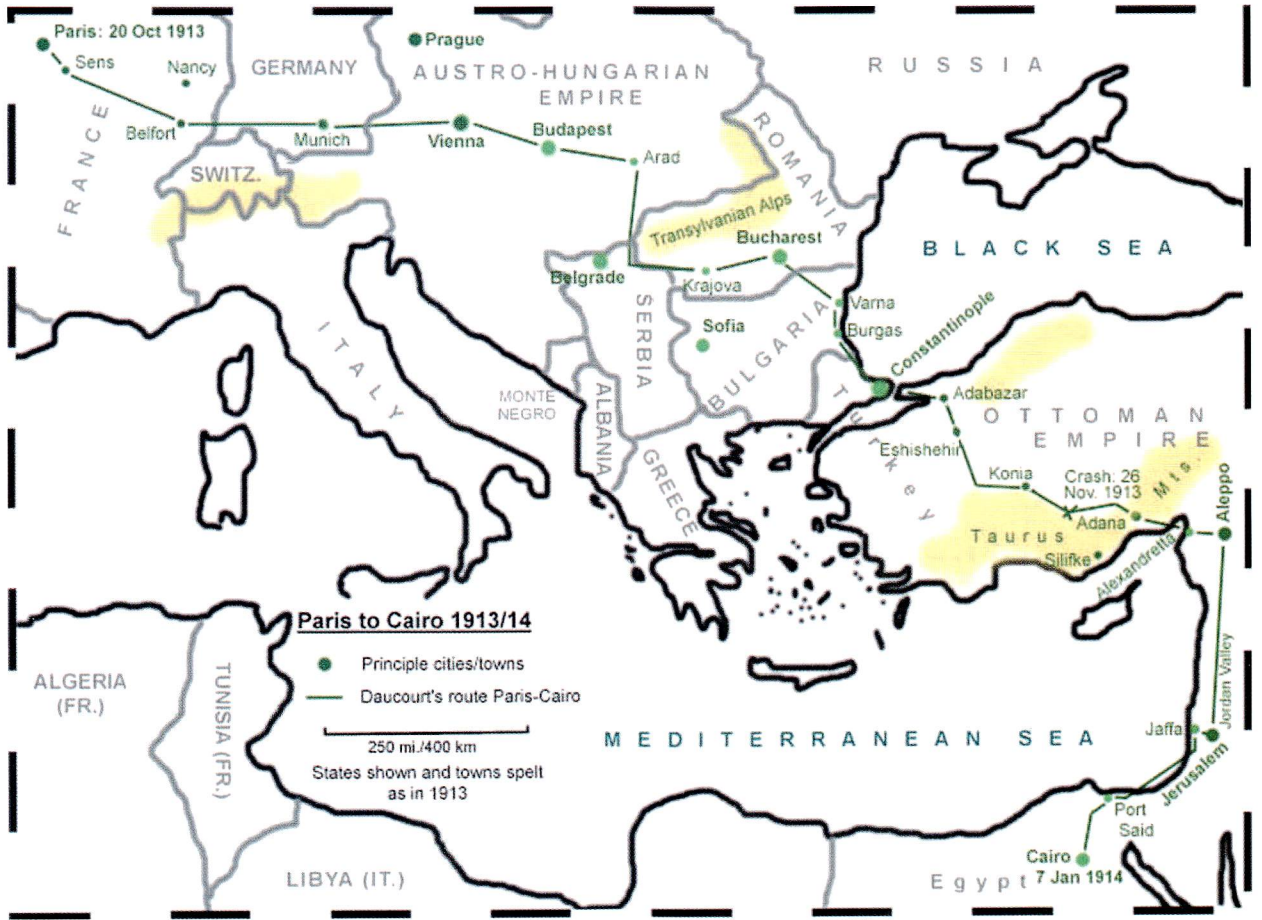 Paris: 20 Oct 1913
Sens
Nancy
Belfort
FRANCE
GERMANY
Munich
SWITZ.
Prague
AUSTRO-HUNGARIAN
EMPIRE
Vienna
Budapest
Arad
RUSSIA
ROMANIA
Transylvanian Alps
Bucharest
Krajova
Belgrade
SERBIA
Sofia
BULGARIA
Varna
Burgas
BLACK SEA
Constantinople
ITALY
MONTE
NEGRO
ALBANIA
GREECE
Turkey
Adabazar
OTTOMAN
EMPIRE
Eshishehir
Konia
Crash: 26
Nov. 1913
Adana
Taurus Mts.
Silifke
Alexandretta
Aleppo
Jordan Valley
Jaffa
Jerusalem
Port
Said
Cairo
7 Jan 1914
Egypt
MEDITERRANEAN SEA
ALGERIA
(FR.)
TUNISIA (FR.)
LIBYA (IT.)
Paris to Cairo 1913/14
Principle cities/towns
Daucourt's route Paris-Cairo
250 mi./400 km
States shown and towns spelt
as in 1913